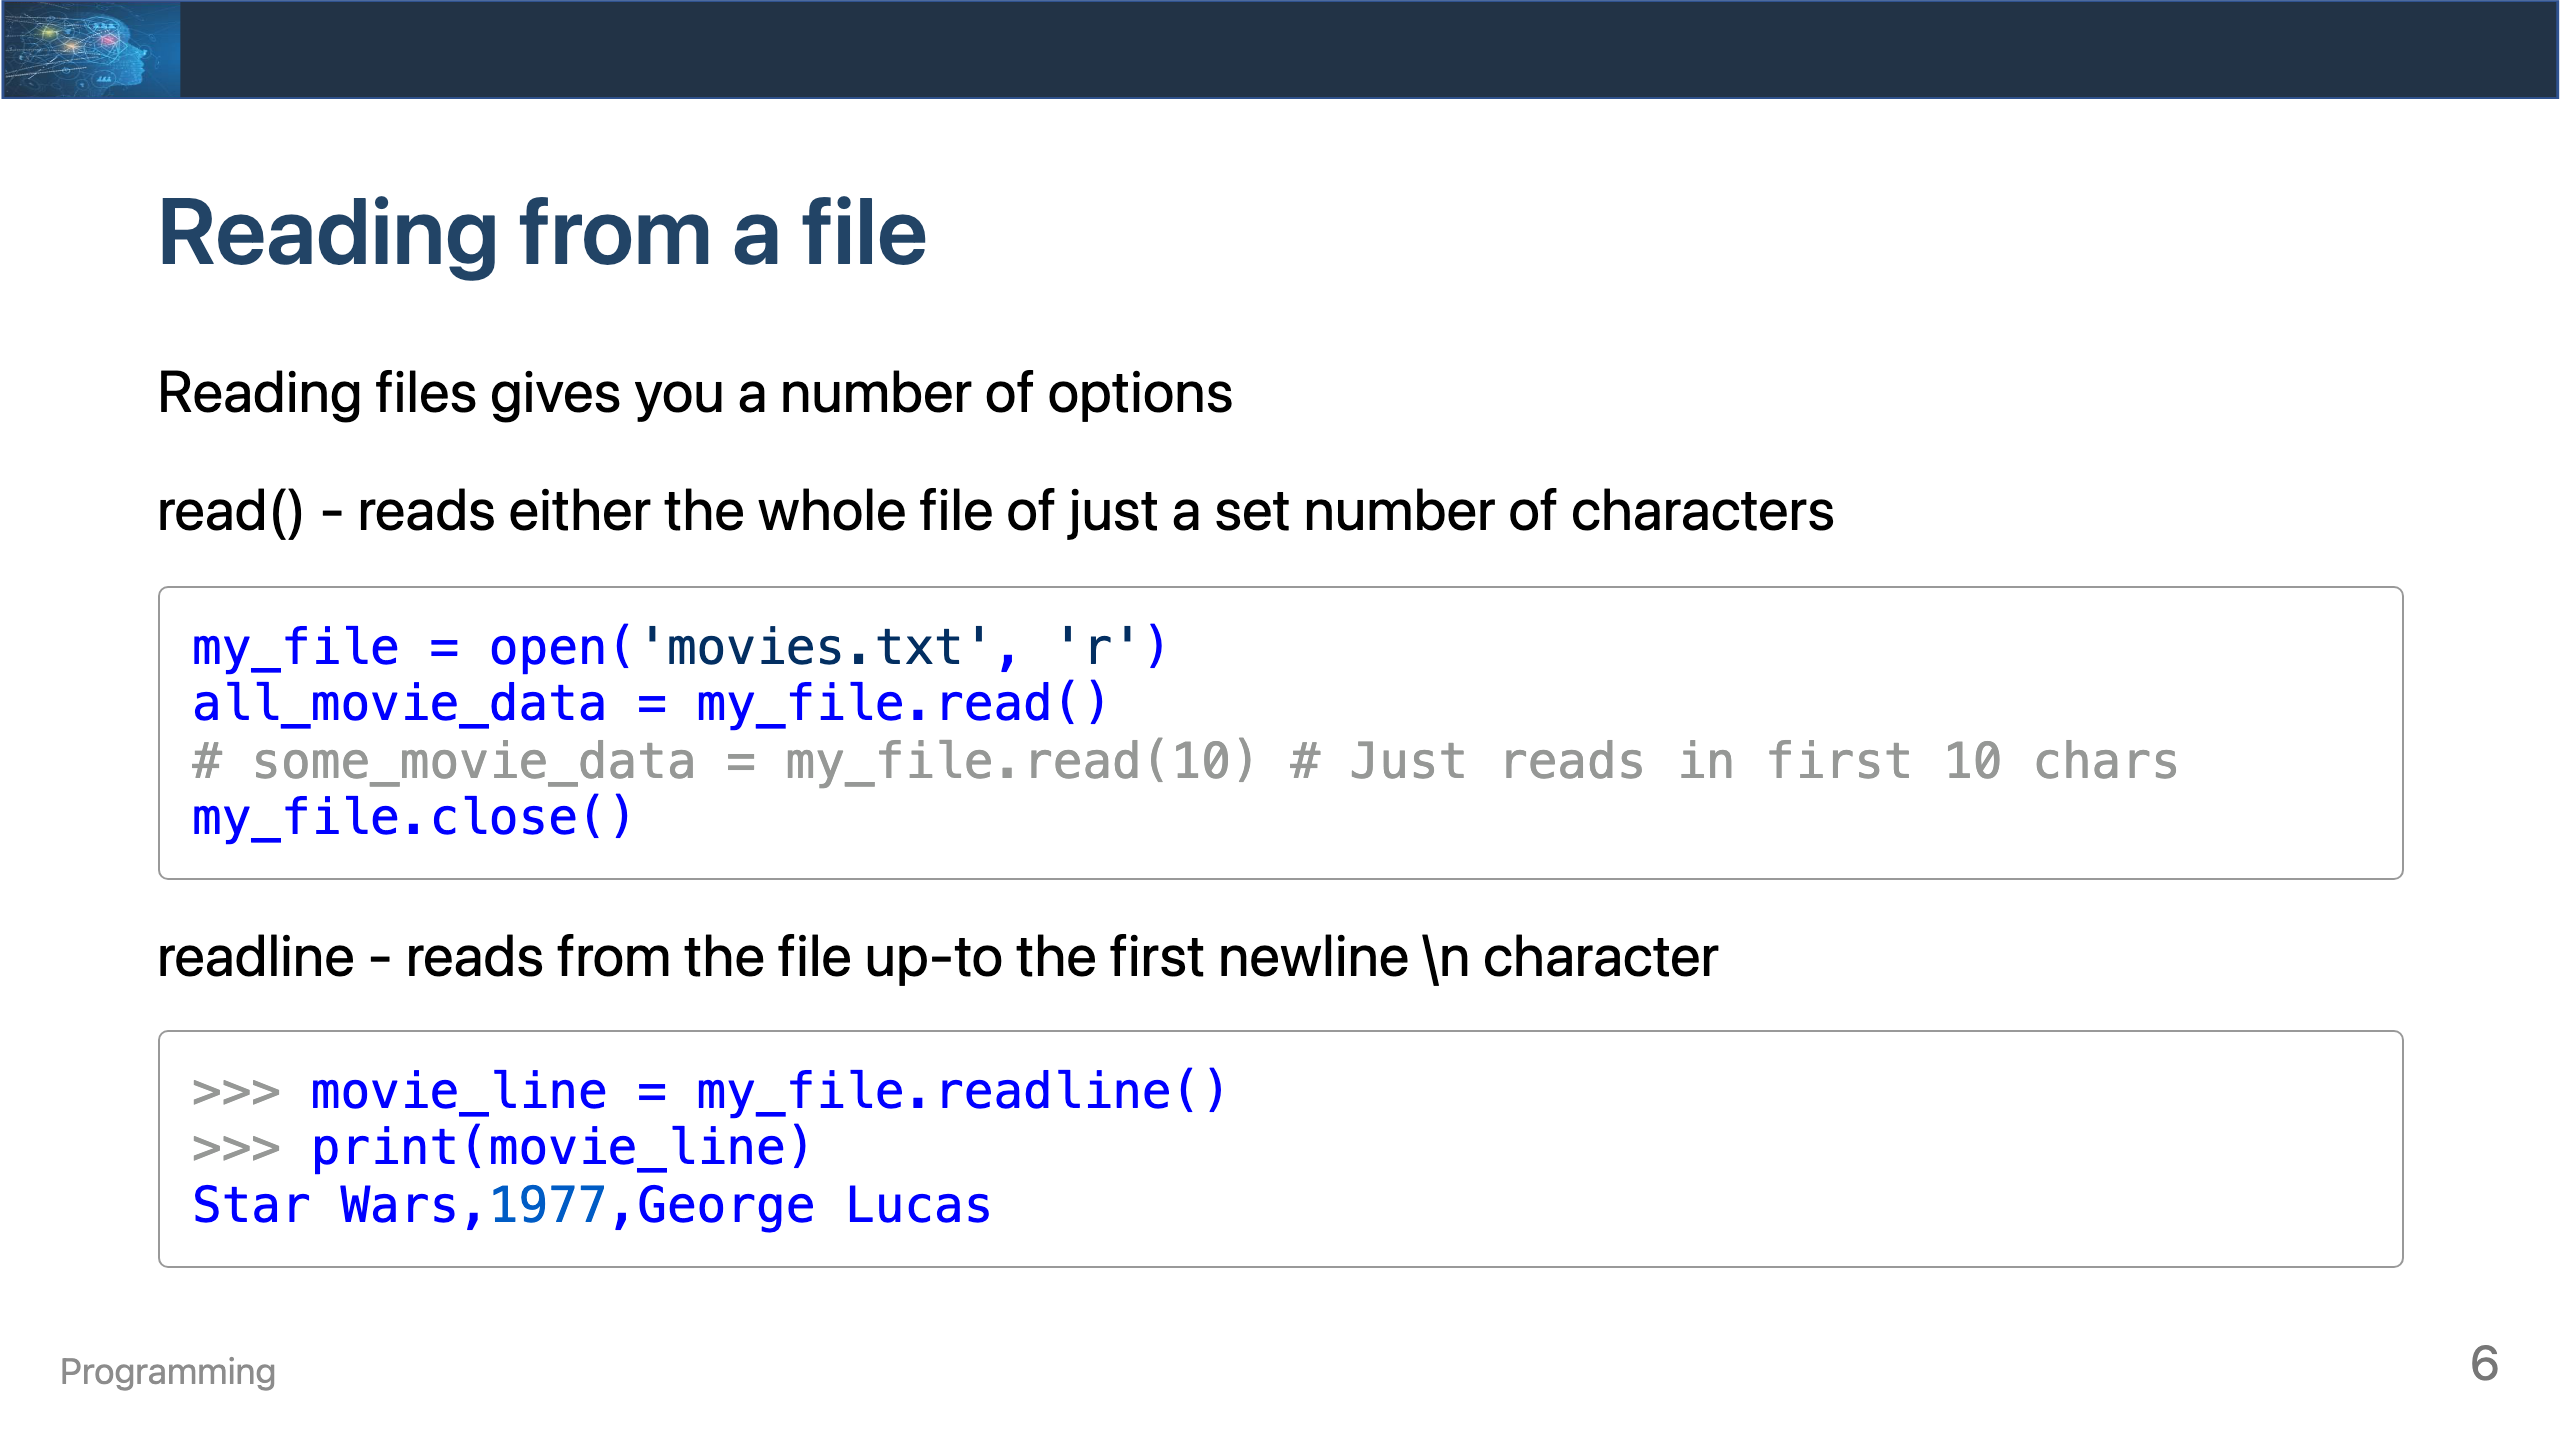 Reading from a file
Reading files gives you a number of options
read() - reads either the whole file of just a set number of characters
my_file = open('movies.txt', 'r')
all_movie_data = my_file.read()
# some_movie_data = my_file.read(10) # Just reads in first 10 chars
my_file.close()
readline - reads from the file up-to the first newline \n character
>>> movie_line = my_file.readline()
>>> print(movie_line)
Star Wars,1977,George Lucas
Programming
6